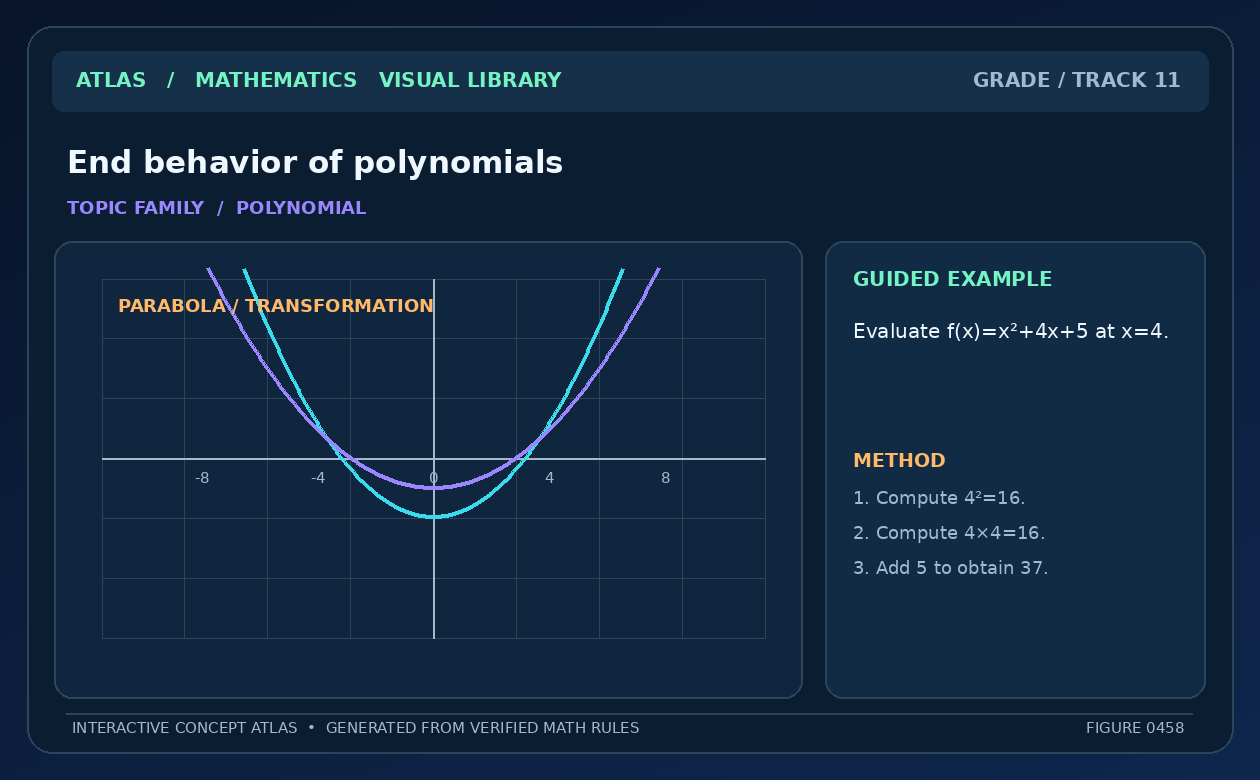 ATLAS / MATHEMATICS VISUAL LIBRARY
GRADE / TRACK 11
End behavior of polynomials
TOPIC FAMILY / POLYNOMIAL
PARABOLA / TRANSFORMATION
-8 -4 0 4 8
GUIDED EXAMPLE
Evaluate f(x)=x²+4x+5 at x=4.
METHOD
1. Compute 4²=16.
2. Compute 4×4=16.
3. Add 5 to obtain 37.
INTERACTIVE CONCEPT ATLAS • GENERATED FROM VERIFIED MATH RULES
FIGURE 0458